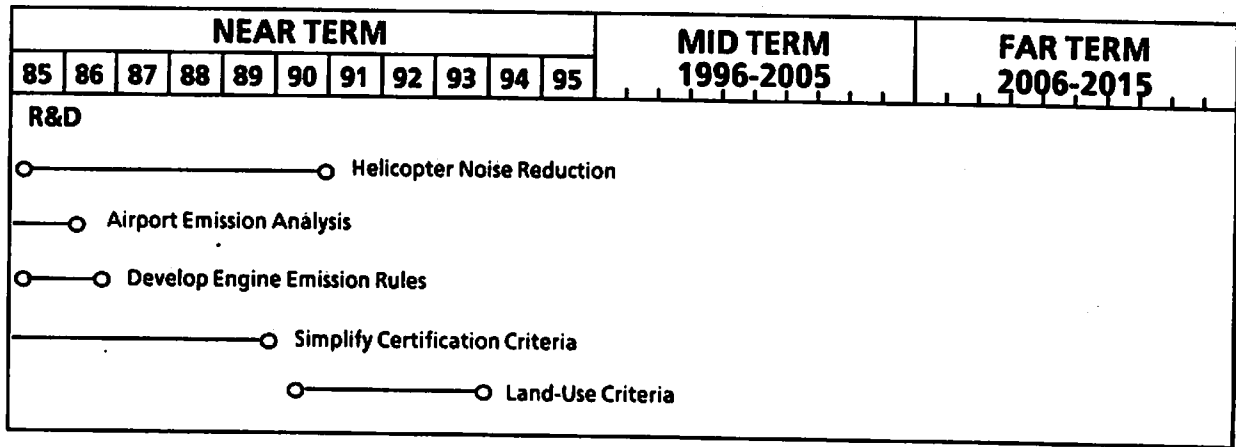 NEAR TERM
MID TERM
1996-2005
FAR TERM
2006-2015
85 86 87 88 89 90 91 92 93 94 95
R&D
Helicopter Noise Reduction
Airport Emission Analysis
Develop Engine Emission Rules
Simplify Certification Criteria
Land-Use Criteria